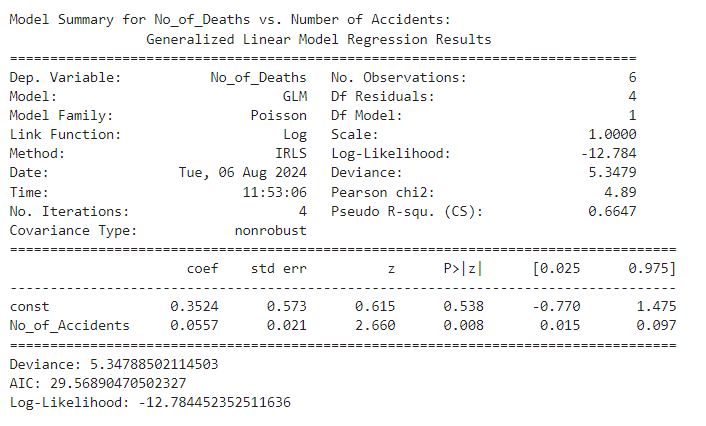 Model Summary for No_of_Deaths vs. Number of Accidents:
Generalized Linear Model Regression Results
==============================================================================
Dep. Variable: No_of_Deaths No. Observations: 6
Model: GLM Df Residuals: 4
Model Family: Poisson Df Model: 1
Link Function: Log Scale: 1.0000
Method: IRLS Log-Likelihood: -12.784
Date: Tue, 06 Aug 2024 Deviance: 5.3479
Time: 11:53:06 Pearson chi2: 4.89
No. Iterations: 4 Pseudo R-squ. (CS): 0.6647
Covariance Type: nonrobust
===================================================================================
coef std err z P>|z| [0.025 0.975]
-----------------------------------------------------------------------------------
const 0.3524 0.573 0.615 0.538 -0.770 1.475
No_of_Accidents 0.0557 0.021 2.660 0.008 0.015 0.097
===================================================================================
Deviance: 5.34788502114503
AIC: 29.56890470502327
Log-Likelihood: -12.784452352511636